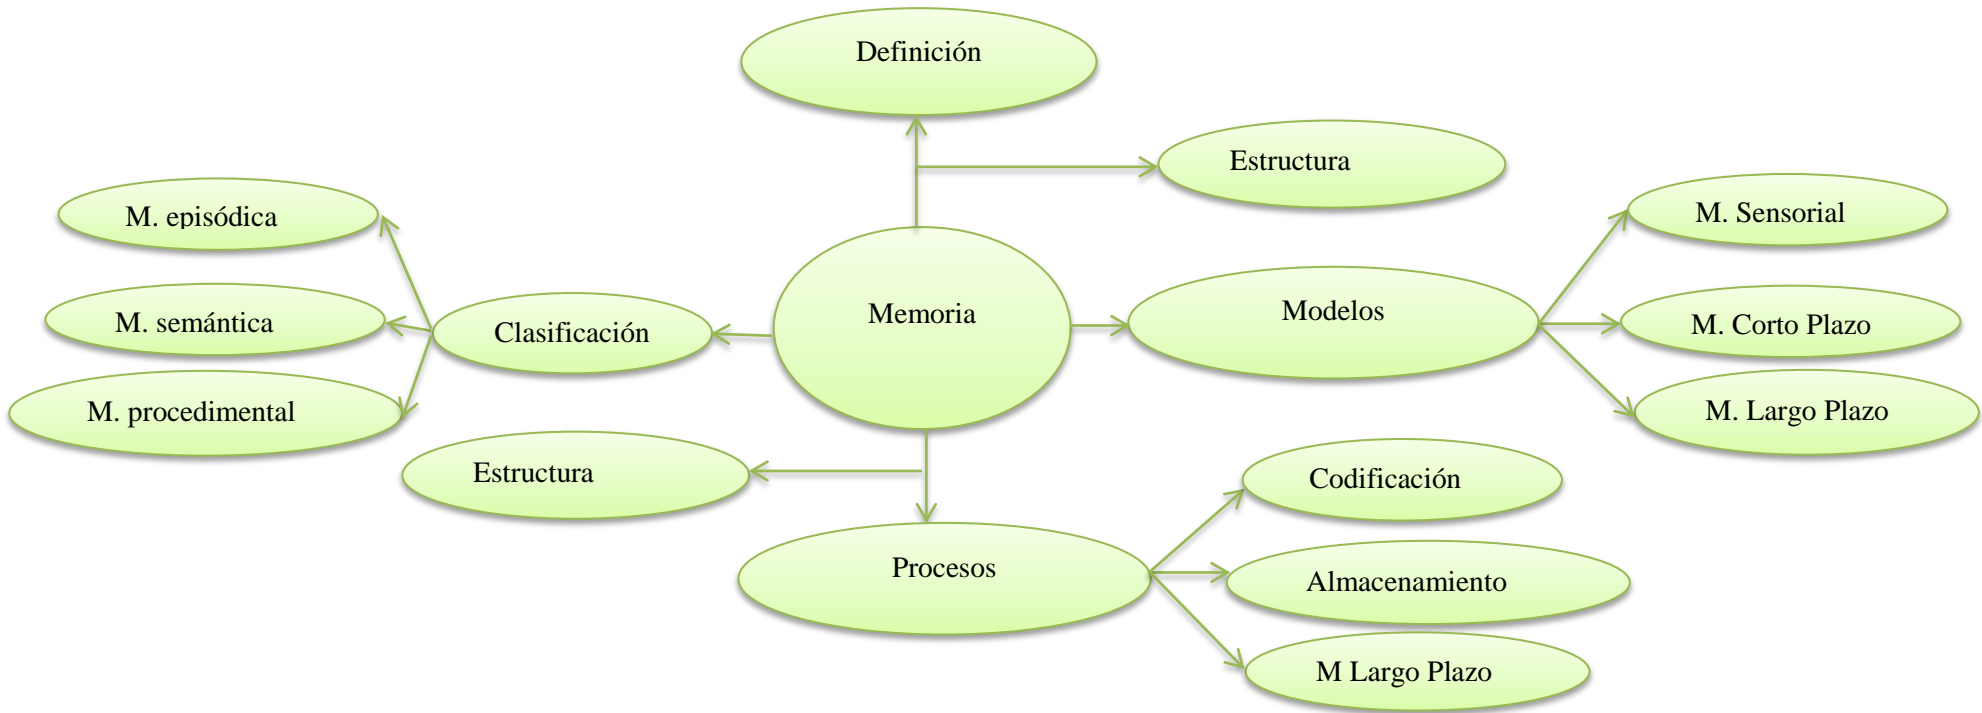 Definición
Estructura
M. episódica
M. Sensorial
M. semántica
Clasificación
Memoria
Modelos
M. Corto Plazo
M. procedimental
M. Largo Plazo
Estructura
Codificación
Procesos
Almacenamiento
M Largo Plazo